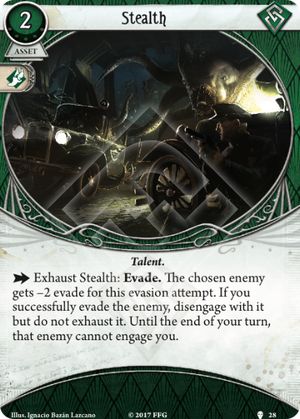 Stealth
2
ASSET
Talent.
Exhaust Stealth: Evade. The chosen enemy
gets –2 evade for this evasion attempt. If you
successfully evade the enemy, disengage with it
but do not exhaust it. Until the end of your turn,
that enemy cannot engage you.
Illus. Ignacio Bazán Lazcano
© 2017 FFG
28